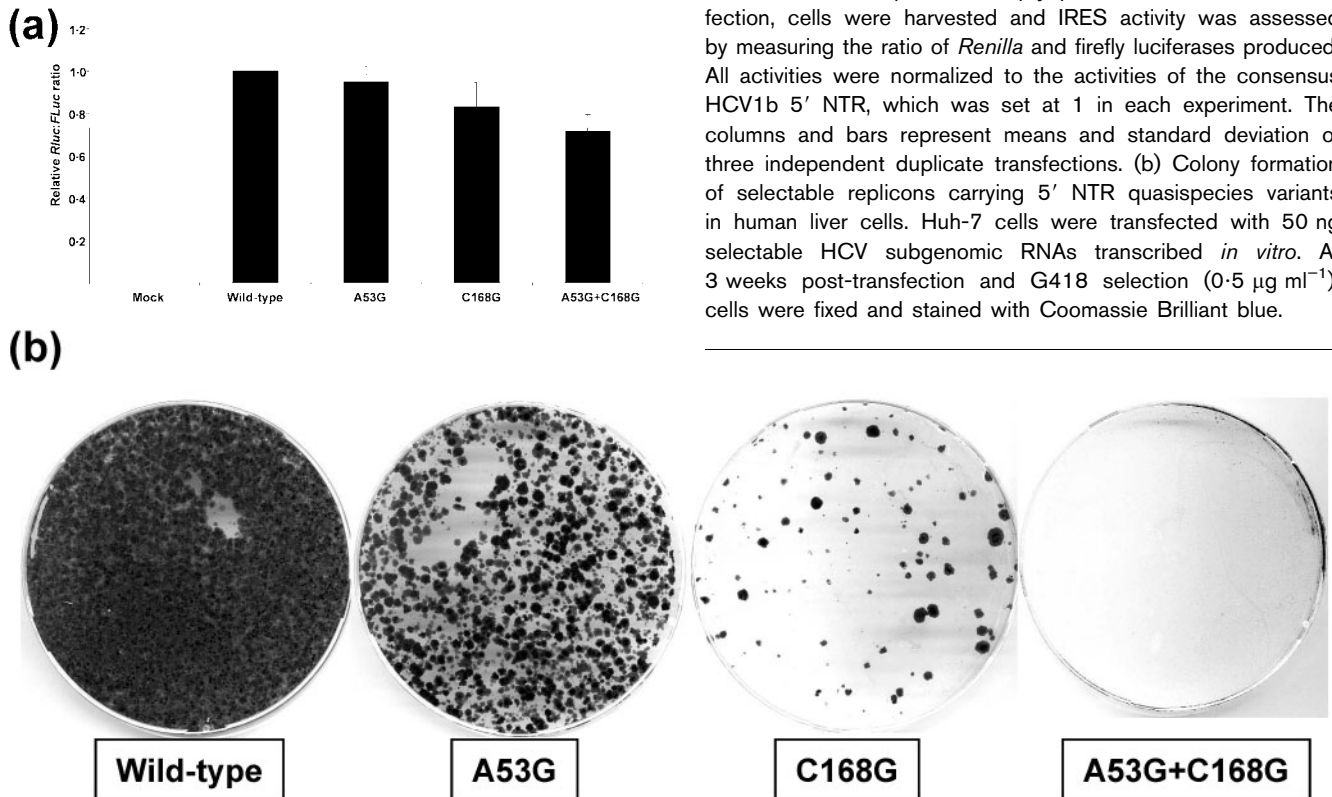 (a)
1·2
1·0
0·8
0·6
0·4
0·2
Relative Rluc:FLuc ratio
Mock Wild-type A53G C168G A53G+C168G
fection, cells were harvested and IRES activity was assessed
by measuring the ratio of Renilla and firefly luciferases produced
All activities were normalized to the activities of the consensus
HCV1b 5′ NTR, which was set at 1 in each experiment. The
columns and bars represent means and standard deviation o
three independent duplicate transfections. (b) Colony formation
of selectable replicons carrying 5′ NTR quasispecies variants
in human liver cells. Huh-7 cells were transfected with 50 ng
selectable HCV subgenomic RNAs transcribed in vitro. A
3 weeks post-transfection and G418 selection (0·5 μg ml−1)
cells were fixed and stained with Coomassie Brilliant blue.
(b)
Wild-type A53G C168G A53G+C168G